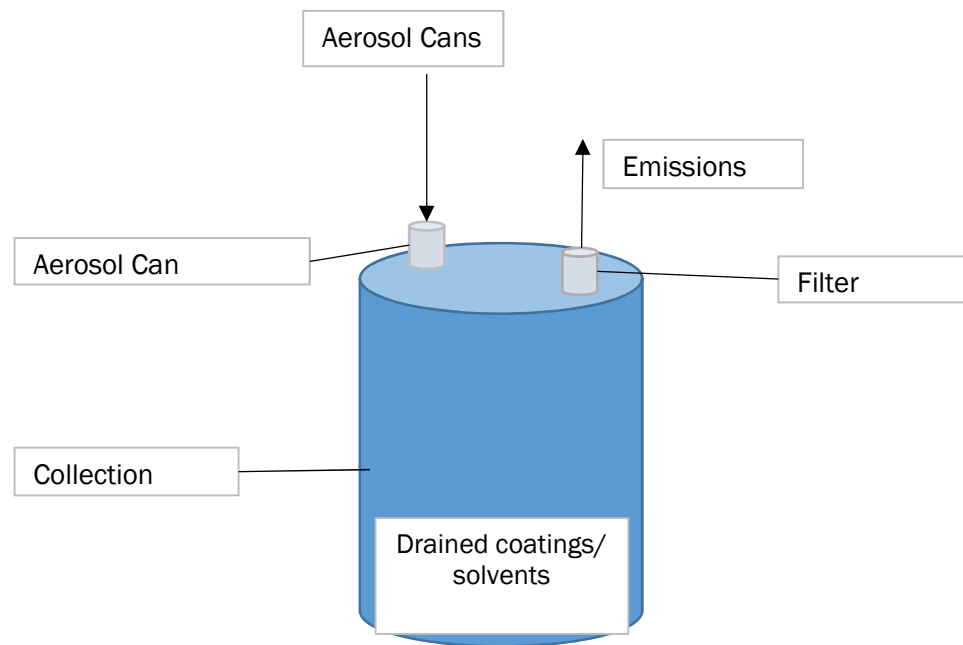 Aerosol Cans
Emissions
Aerosol Can
Filter
Collection
Drained coatings/
solvents